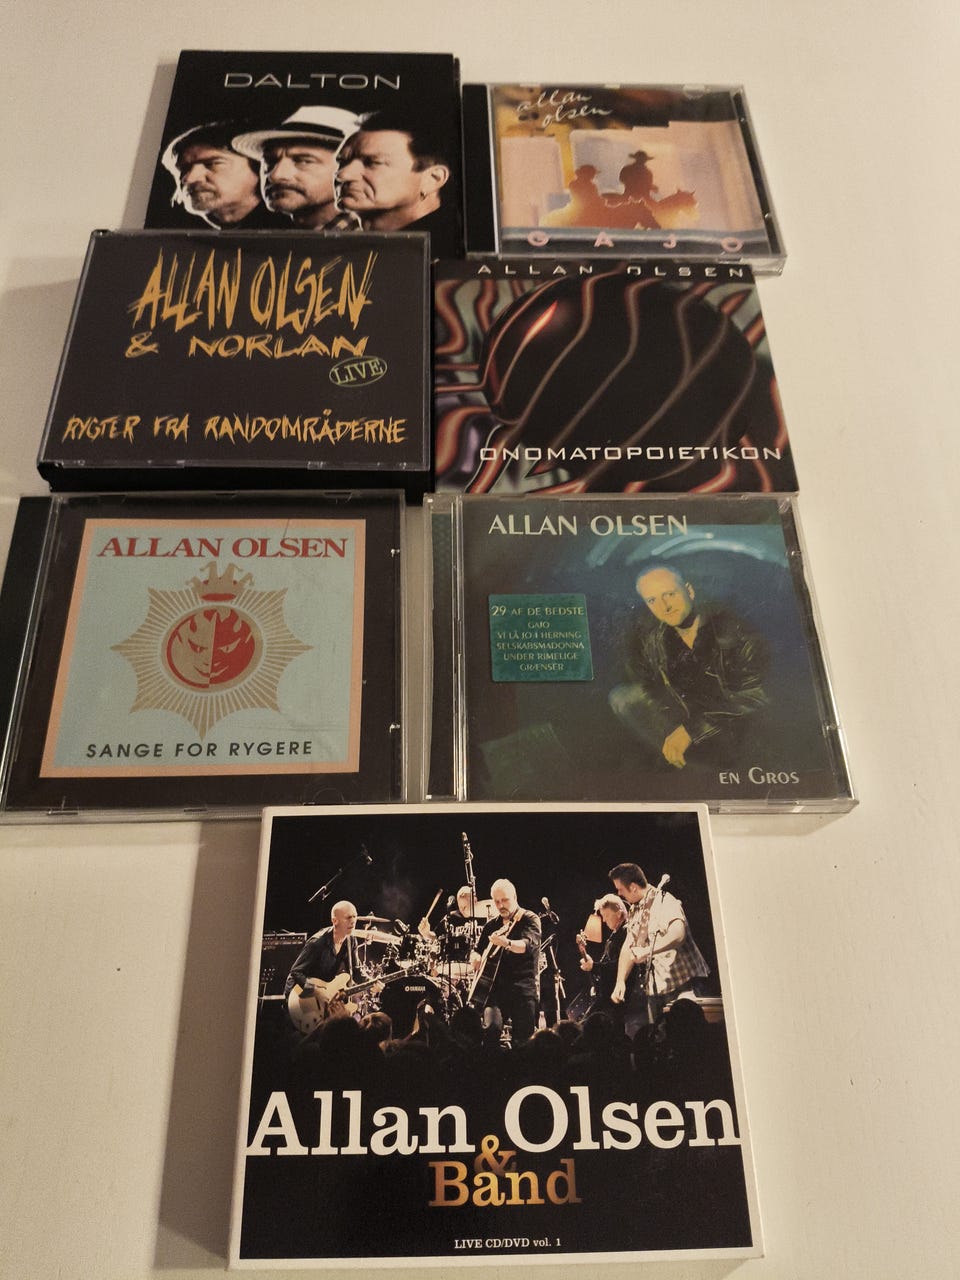 DALTON
allan
olsen
GAJO
ALLAN OLSEN
& NORLAN
LIVE
RYGTER FRA RANDOMRÅDERNE
ALLAN OLSEN
ONOMATOPOIETIKON
ALLAN OLSEN
SANGE FOR RYGERE
ALLAN OLSEN
29 AF DE BEDSTE
GAJO
VI LÅ JO I HERNING
SELSKABSMADONNA
UNDER RIMELIGE
GRÆNSER
EN GROS
YAMAHA
Allan Olsen
& Band
LIVE CD/DVD vol. 1